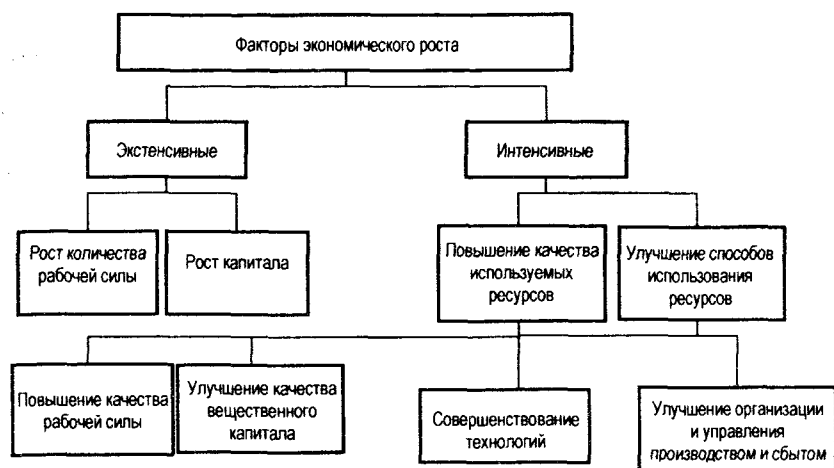 Факторы экономического роста
Экстенсивные
Интенсивные
Рост количества
рабочей силы
Рост капитала
Повышение качества
используемых
ресурсов
Улучшение способов
использования
ресурсов
Повышение качества
рабочей силы
Улучшение качества
вещественного
капитала
Совершенствование
технологий
Улучшение организации
и управления
производством и сбытом